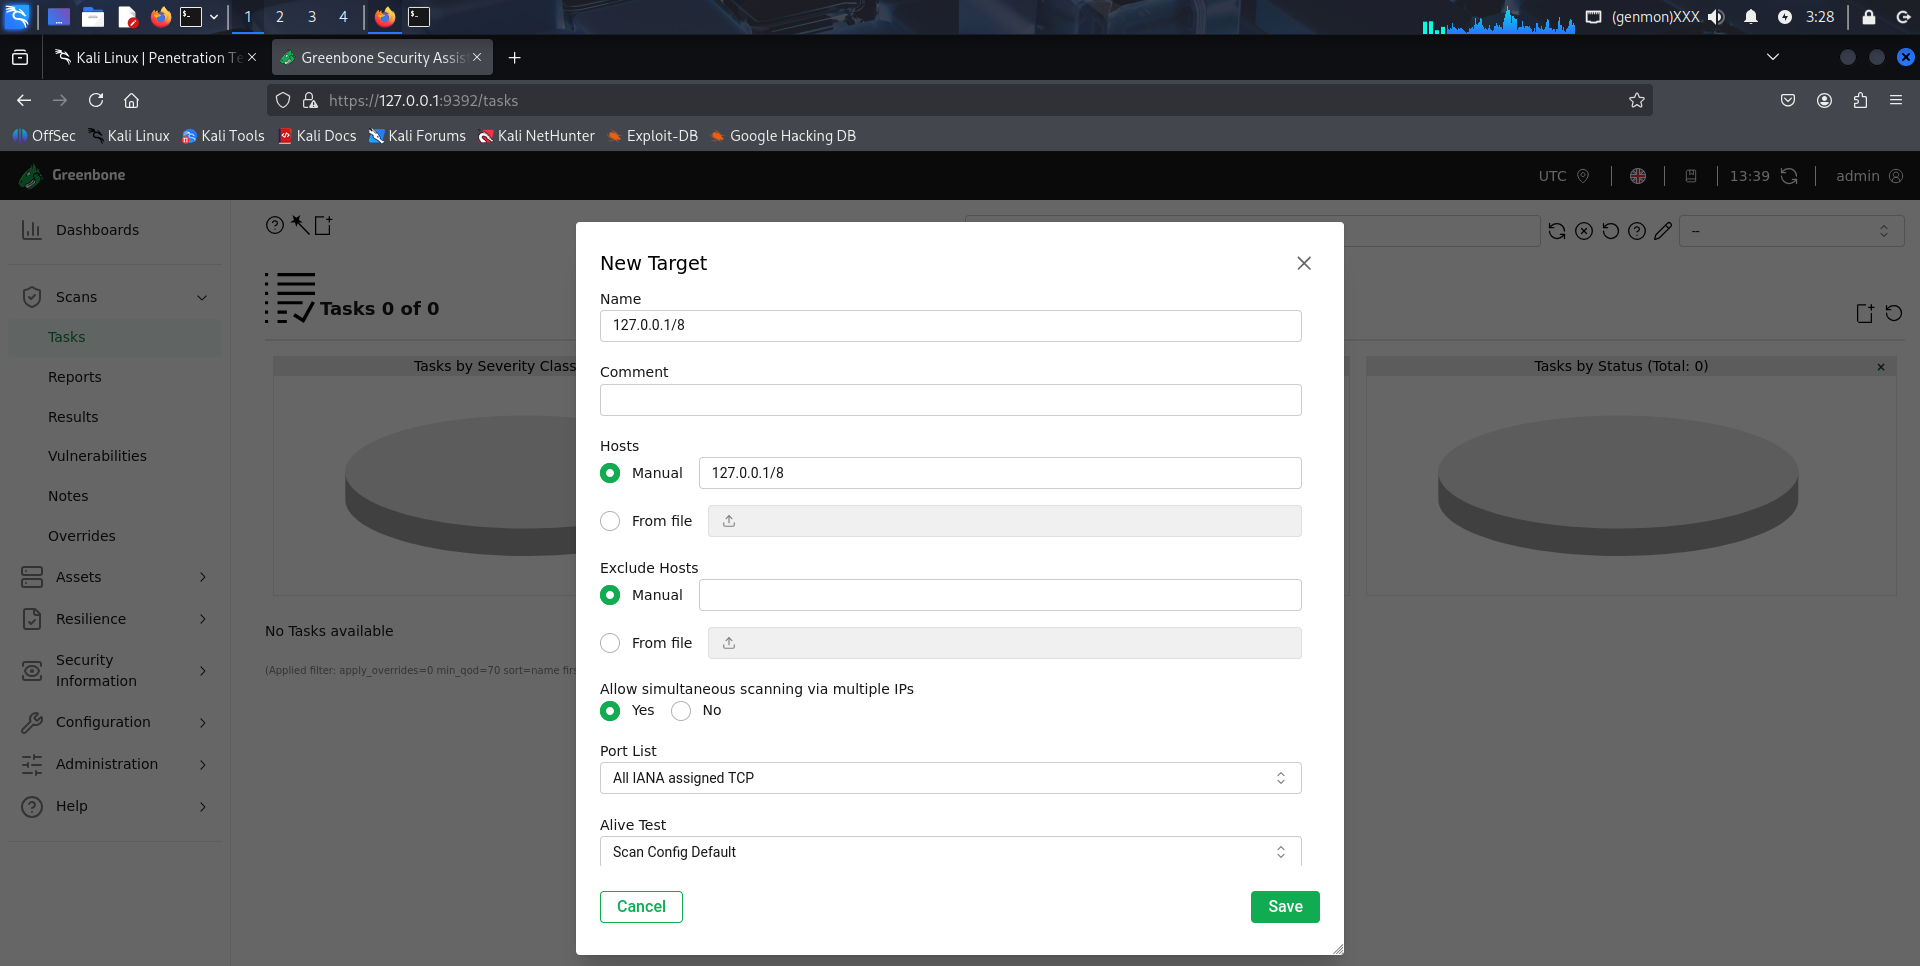 1 2 3 4
(genmon)XXX
3:28
Kali Linux | Penetration Te
Greenbone Security Assis
https://127.0.0.1:9392/tasks
OffSec Kali Linux Kali Tools Kali Docs Kali Forums Kali NetHunter Exploit-DB Google Hacking DB
Greenbone
UTC
13:39
admin
Dashboards
Scans
Tasks
Reports
Results
Vulnerabilities
Notes
Overrides
Assets
Resilience
Security
Information
Configuration
Administration
Help
--
Tasks 0 of 0
Tasks by Severity Class
Tasks by Status (Total: 0)
No Tasks available
(Applied filter: apply_overrides=0 min_qod=70 sort=name firs
New Target
Name
127.0.0.1/8
Comment
Hosts
Manual 127.0.0.1/8
From file
Exclude Hosts
Manual
From file
Allow simultaneous scanning via multiple IPs
Yes No
Port List
All IANA assigned TCP
Alive Test
Scan Config Default
Cancel Save